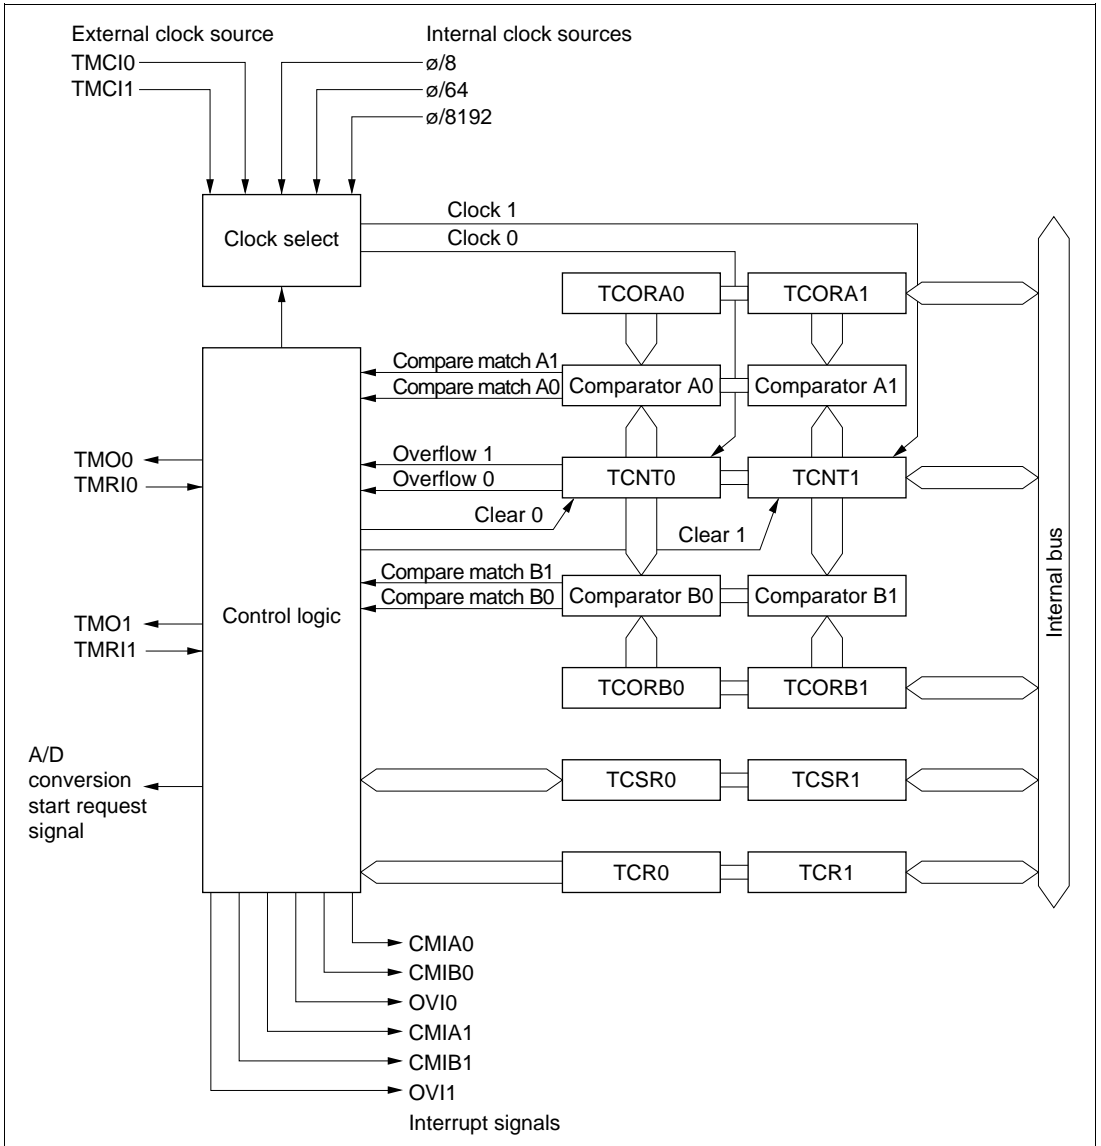 External clock source
Internal clock sources
TMCI0
ø/8
TMCI1
ø/64
ø/8192
Clock select
Clock 1
Clock 0
TCORA0
TCORA1
Compare match A1
Compare match A0
Comparator A0
Comparator A1
TMO0
TMRI0
Overflow 1
Overflow 0
TCNT0
TCNT1
Clear 0
Clear 1
Compare match B1
Compare match B0
Comparator B0
Comparator B1
Control logic
TMO1
TMRI1
Internal bus
TCORB0
TCORB1
A/D
conversion
start request
signal
TCSR0
TCSR1
TCR0
TCR1
CMIA0
CMIB0
OVI0
CMIA1
CMIB1
OVI1
Interrupt signals